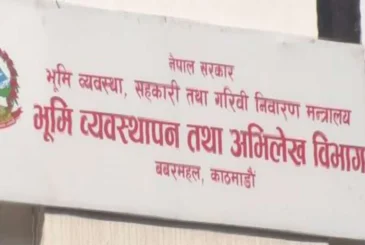 नेपाल सरकार
भूमि व्यवस्था, सहकारी तथा गरिवी निवारण मन्त्रालय
भूमि व्यवस्थापन तथा अभिलेख विभाग
बबरमहल, काठमाडौं